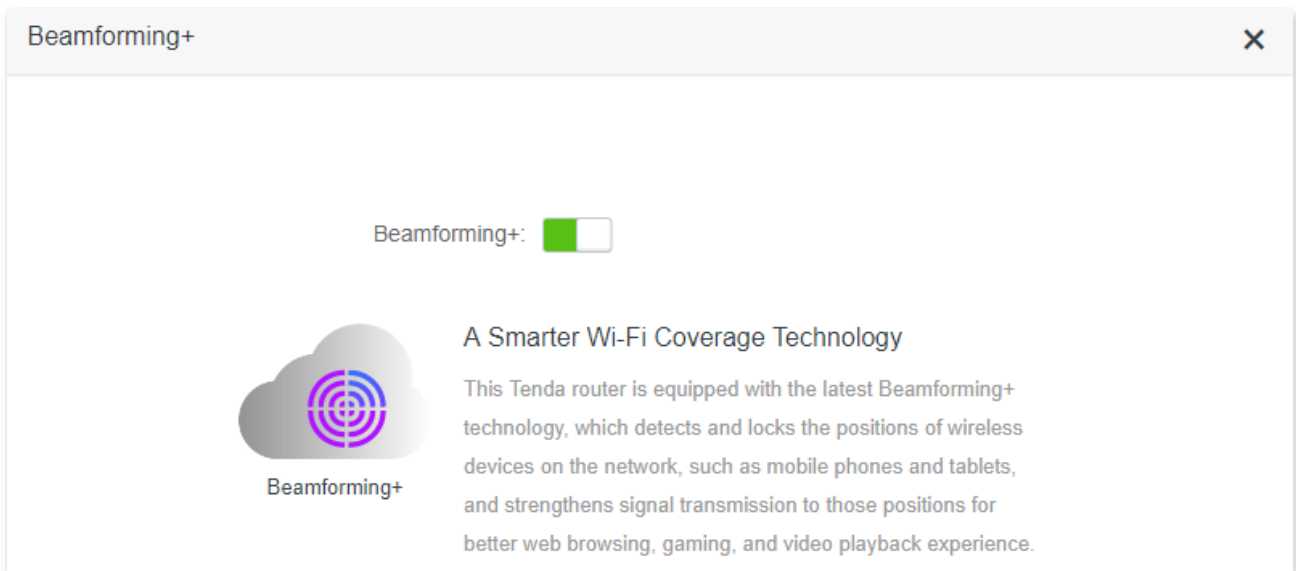 Beamforming+
Beamforming+:
A Smarter Wi-Fi Coverage Technology
This Tenda router is equipped with the latest Beamforming+
technology, which detects and locks the positions of wireless
devices on the network, such as mobile phones and tablets,
and strengthens signal transmission to those positions for
better web browsing, gaming, and video playback experience.
Beamforming+